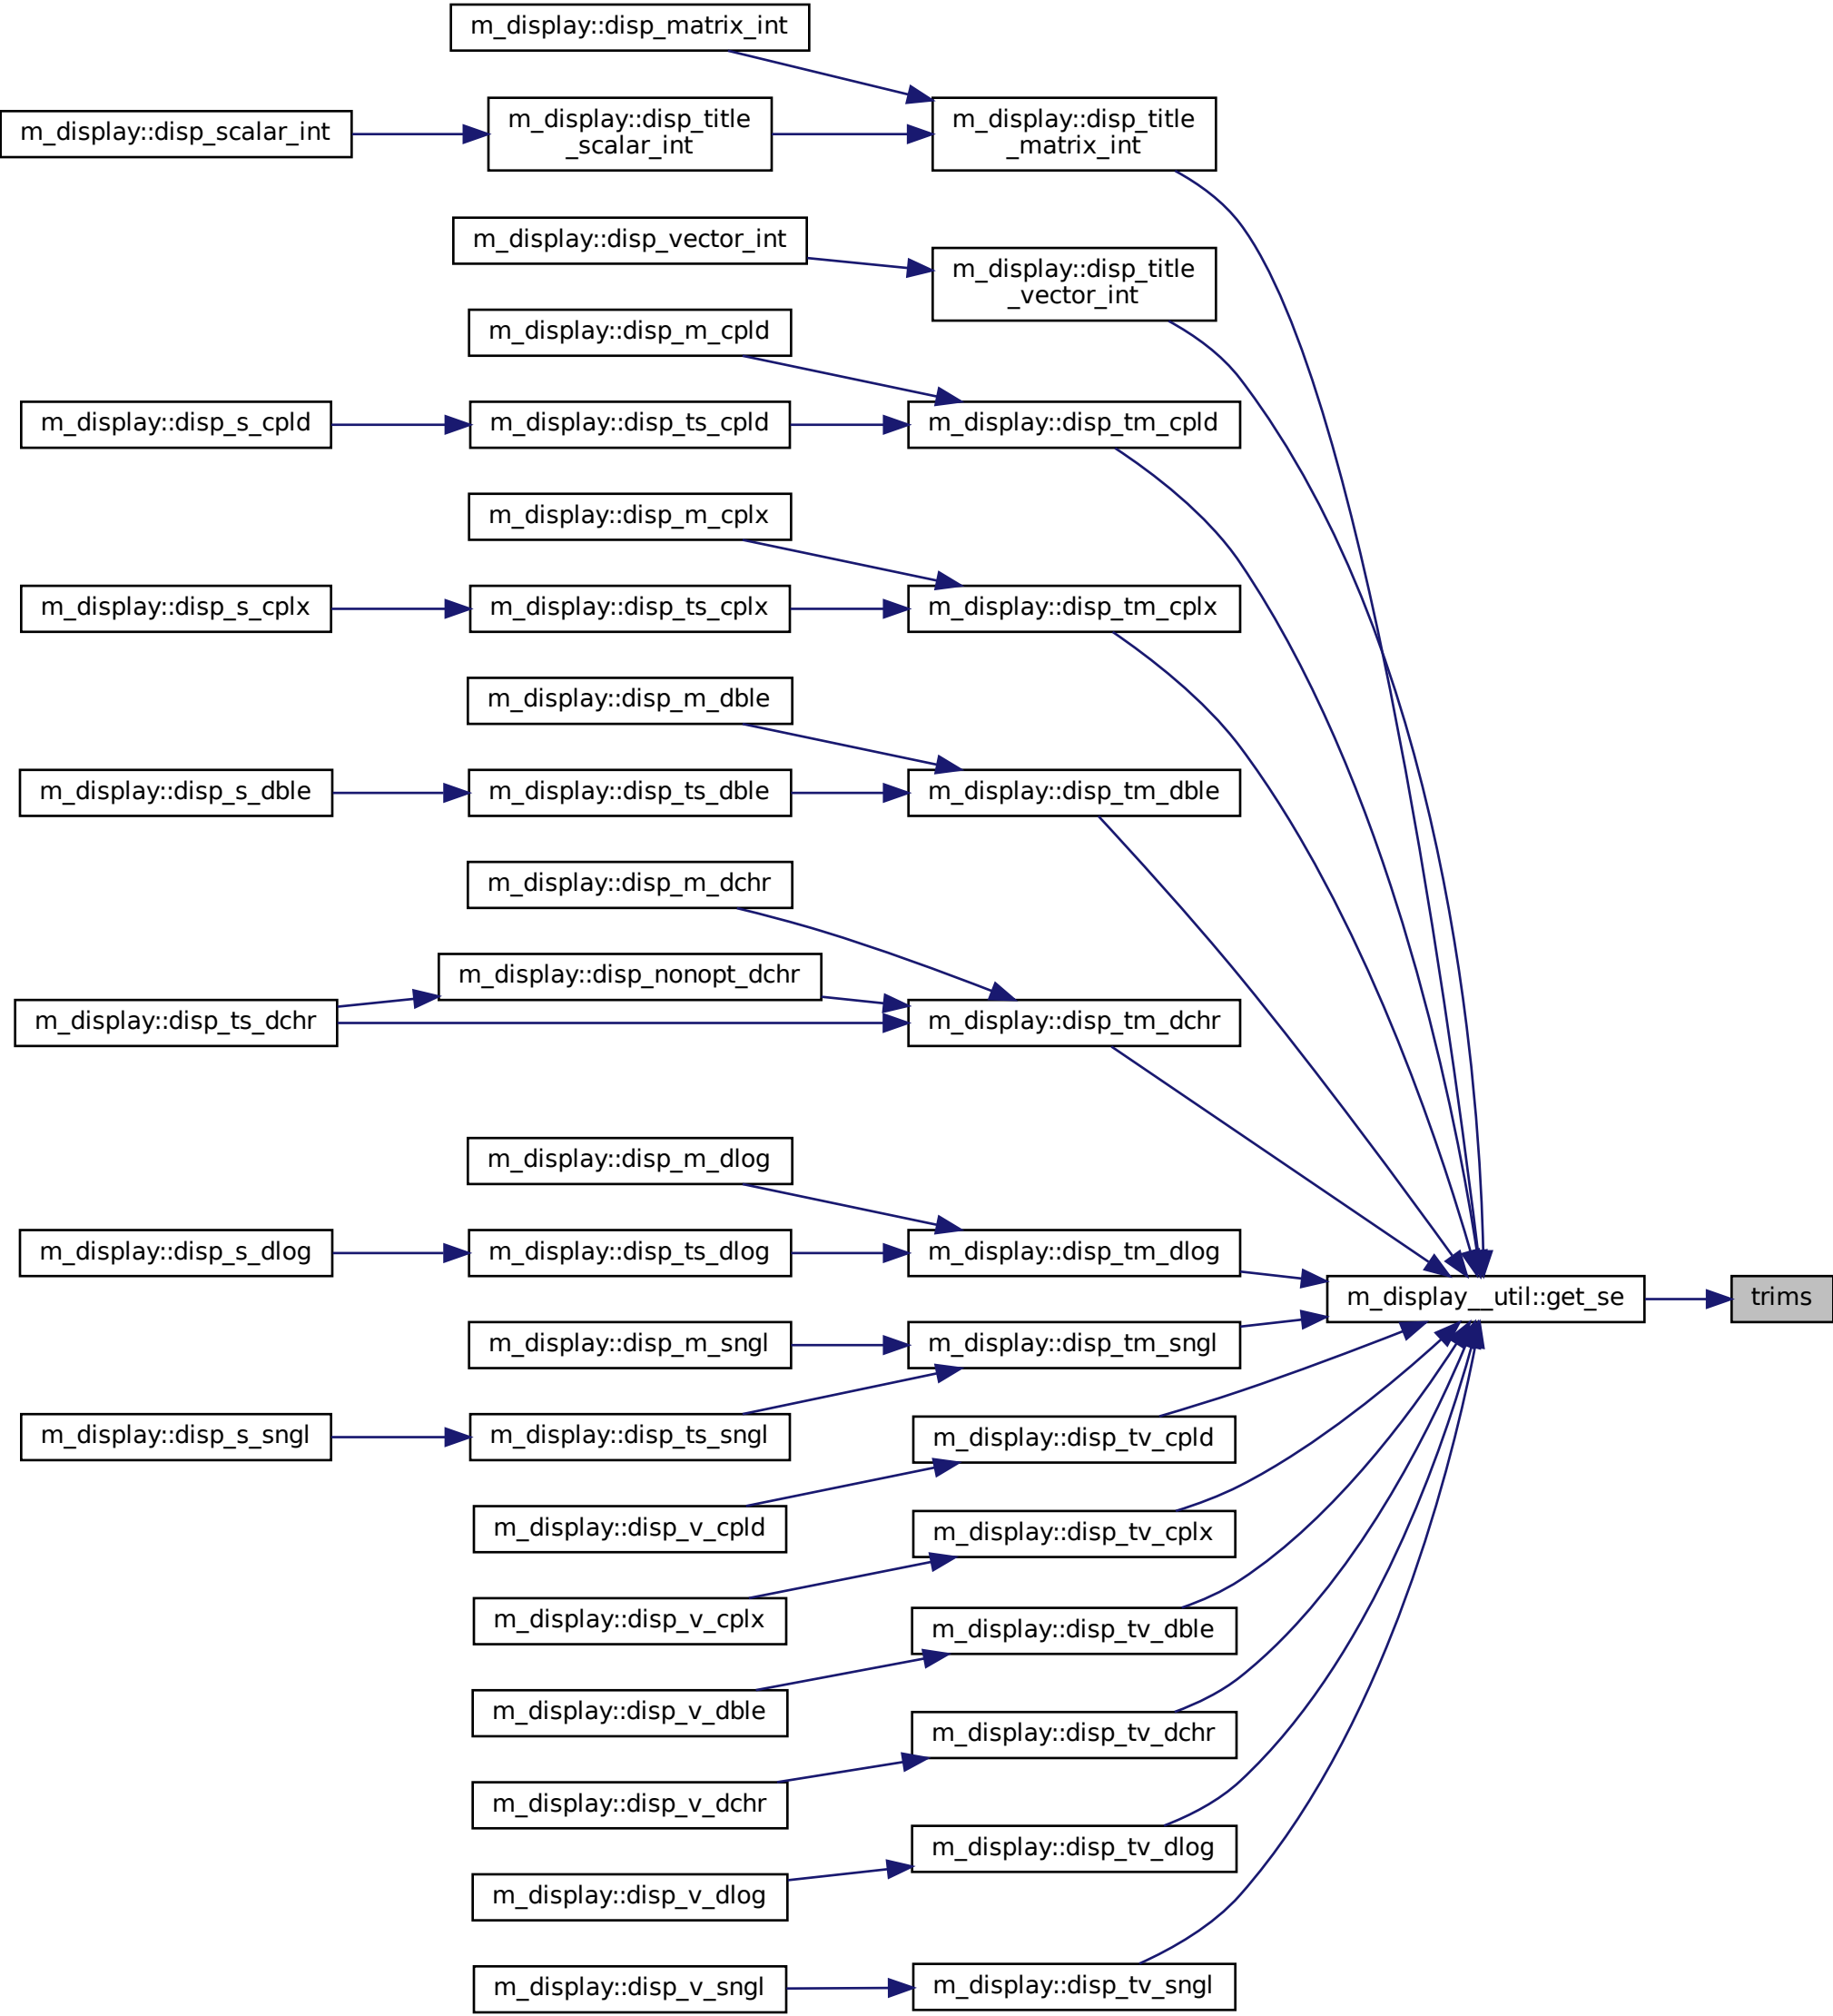 m_display::disp_matrix_int
m_display::disp_scalar_int
m_display::disp_title
_scalar_int
m_display::disp_title
_matrix_int
m_display::disp_vector_int
m_display::disp_title
_vector_int
m_display::disp_m_cpld
m_display::disp_s_cpld
m_display::disp_ts_cpld
m_display::disp_tm_cpld
m_display::disp_m_cplx
m_display::disp_s_cplx
m_display::disp_ts_cplx
m_display::disp_tm_cplx
m_display::disp_m_dble
m_display::disp_s_dble
m_display::disp_ts_dble
m_display::disp_tm_dble
m_display::disp_m_dchr
m_display::disp_nonopt_dchr
m_display::disp_ts_dchr
m_display::disp_tm_dchr
m_display::disp_m_dlog
m_display::disp_s_dlog
m_display::disp_ts_dlog
m_display::disp_tm_dlog
m_display__util::get_se
trims
m_display::disp_m_sngl
m_display::disp_tm_sngl
m_display::disp_s_sngl
m_display::disp_ts_sngl
m_display::disp_tv_cpld
m_display::disp_v_cpld
m_display::disp_tv_cplx
m_display::disp_v_cplx
m_display::disp_tv_dble
m_display::disp_v_dble
m_display::disp_tv_dchr
m_display::disp_v_dchr
m_display::disp_tv_dlog
m_display::disp_v_dlog
m_display::disp_tv_sngl
m_display::disp_v_sngl